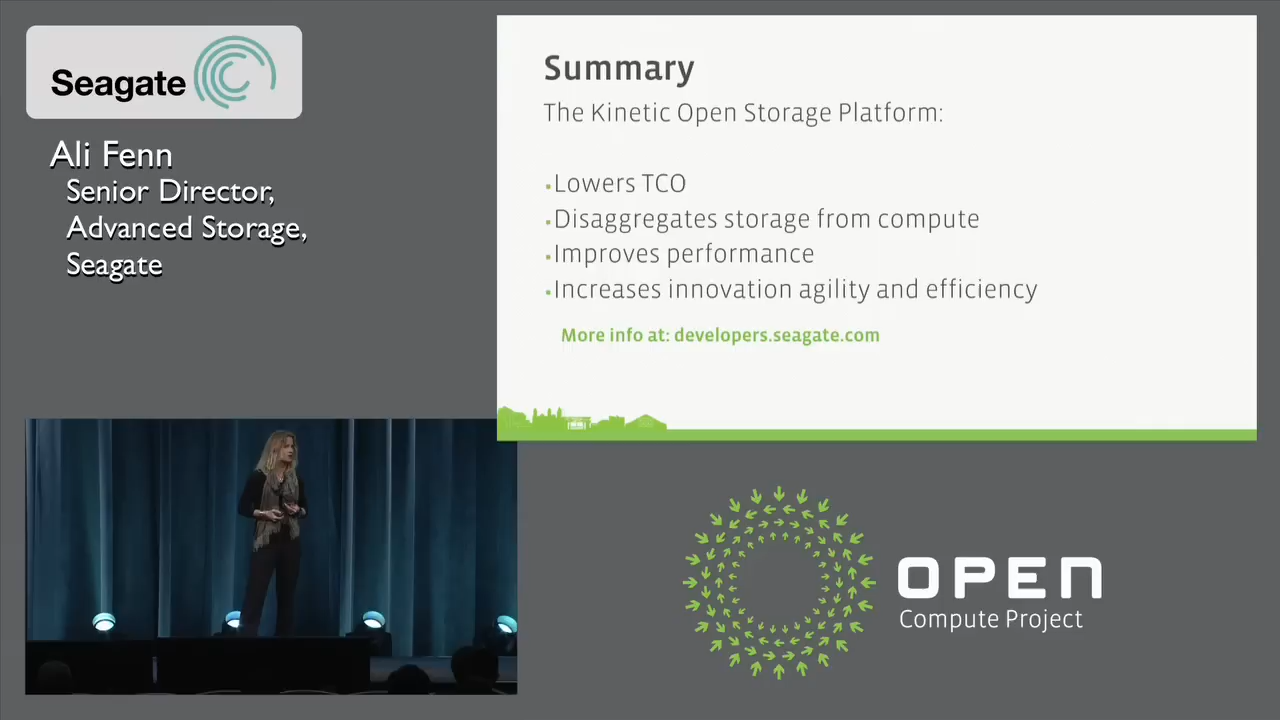 Seagate
Ali Fenn
Senior Director,
Advanced Storage,
Seagate
Summary
The Kinetic Open Storage Platform:
▪Lowers TCO
▪Disaggregates storage from compute
▪Improves performance
▪Increases innovation agility and efficiency
More info at: developers.seagate.com
OPEN
Compute Project